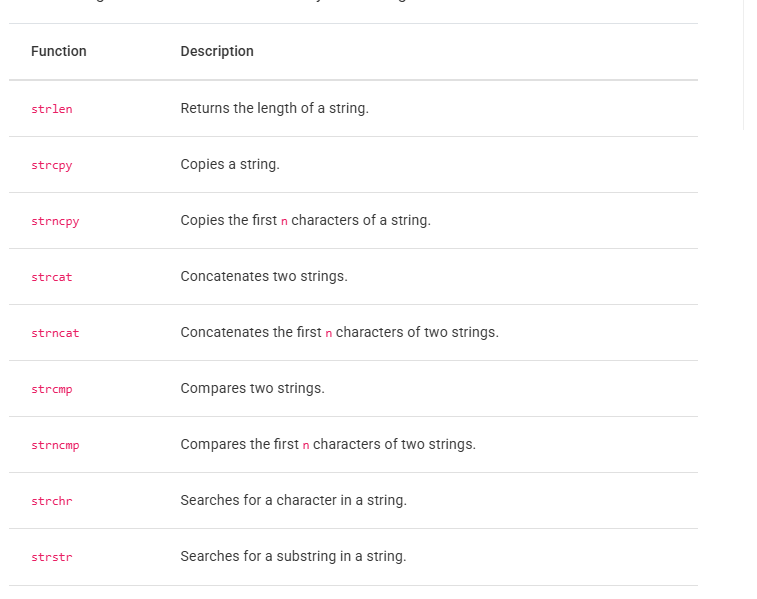 Function Description
strlen Returns the length of a string.
strcpy Copies a string.
strncpy Copies the first n characters of a string.
strcat Concatenates two strings.
strncat Concatenates the first n characters of two strings.
strcmp Compares two strings.
strncmp Compares the first n characters of two strings.
strchr Searches for a character in a string.
strstr Searches for a substring in a string.